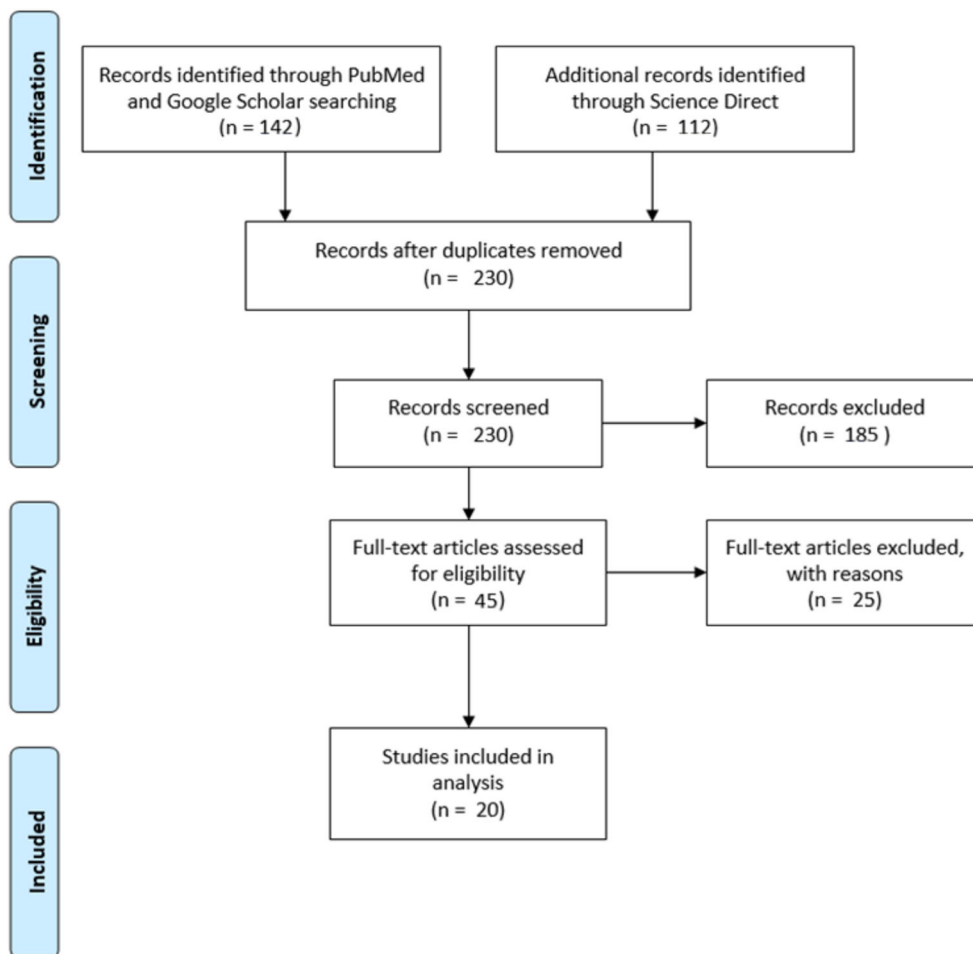 Identification
Records identified through PubMed
and Google Scholar searching
(n = 142)
Additional records identified
through Science Direct
(n = 112)
Records after duplicates removed
(n = 230)
Screening
Records screened
(n = 230)
Records excluded
(n = 185 )
Eligibility
Full-text articles assessed
for eligibility
(n = 45)
Full-text articles excluded,
with reasons
(n = 25)
Included
Studies included in
analysis
(n = 20)